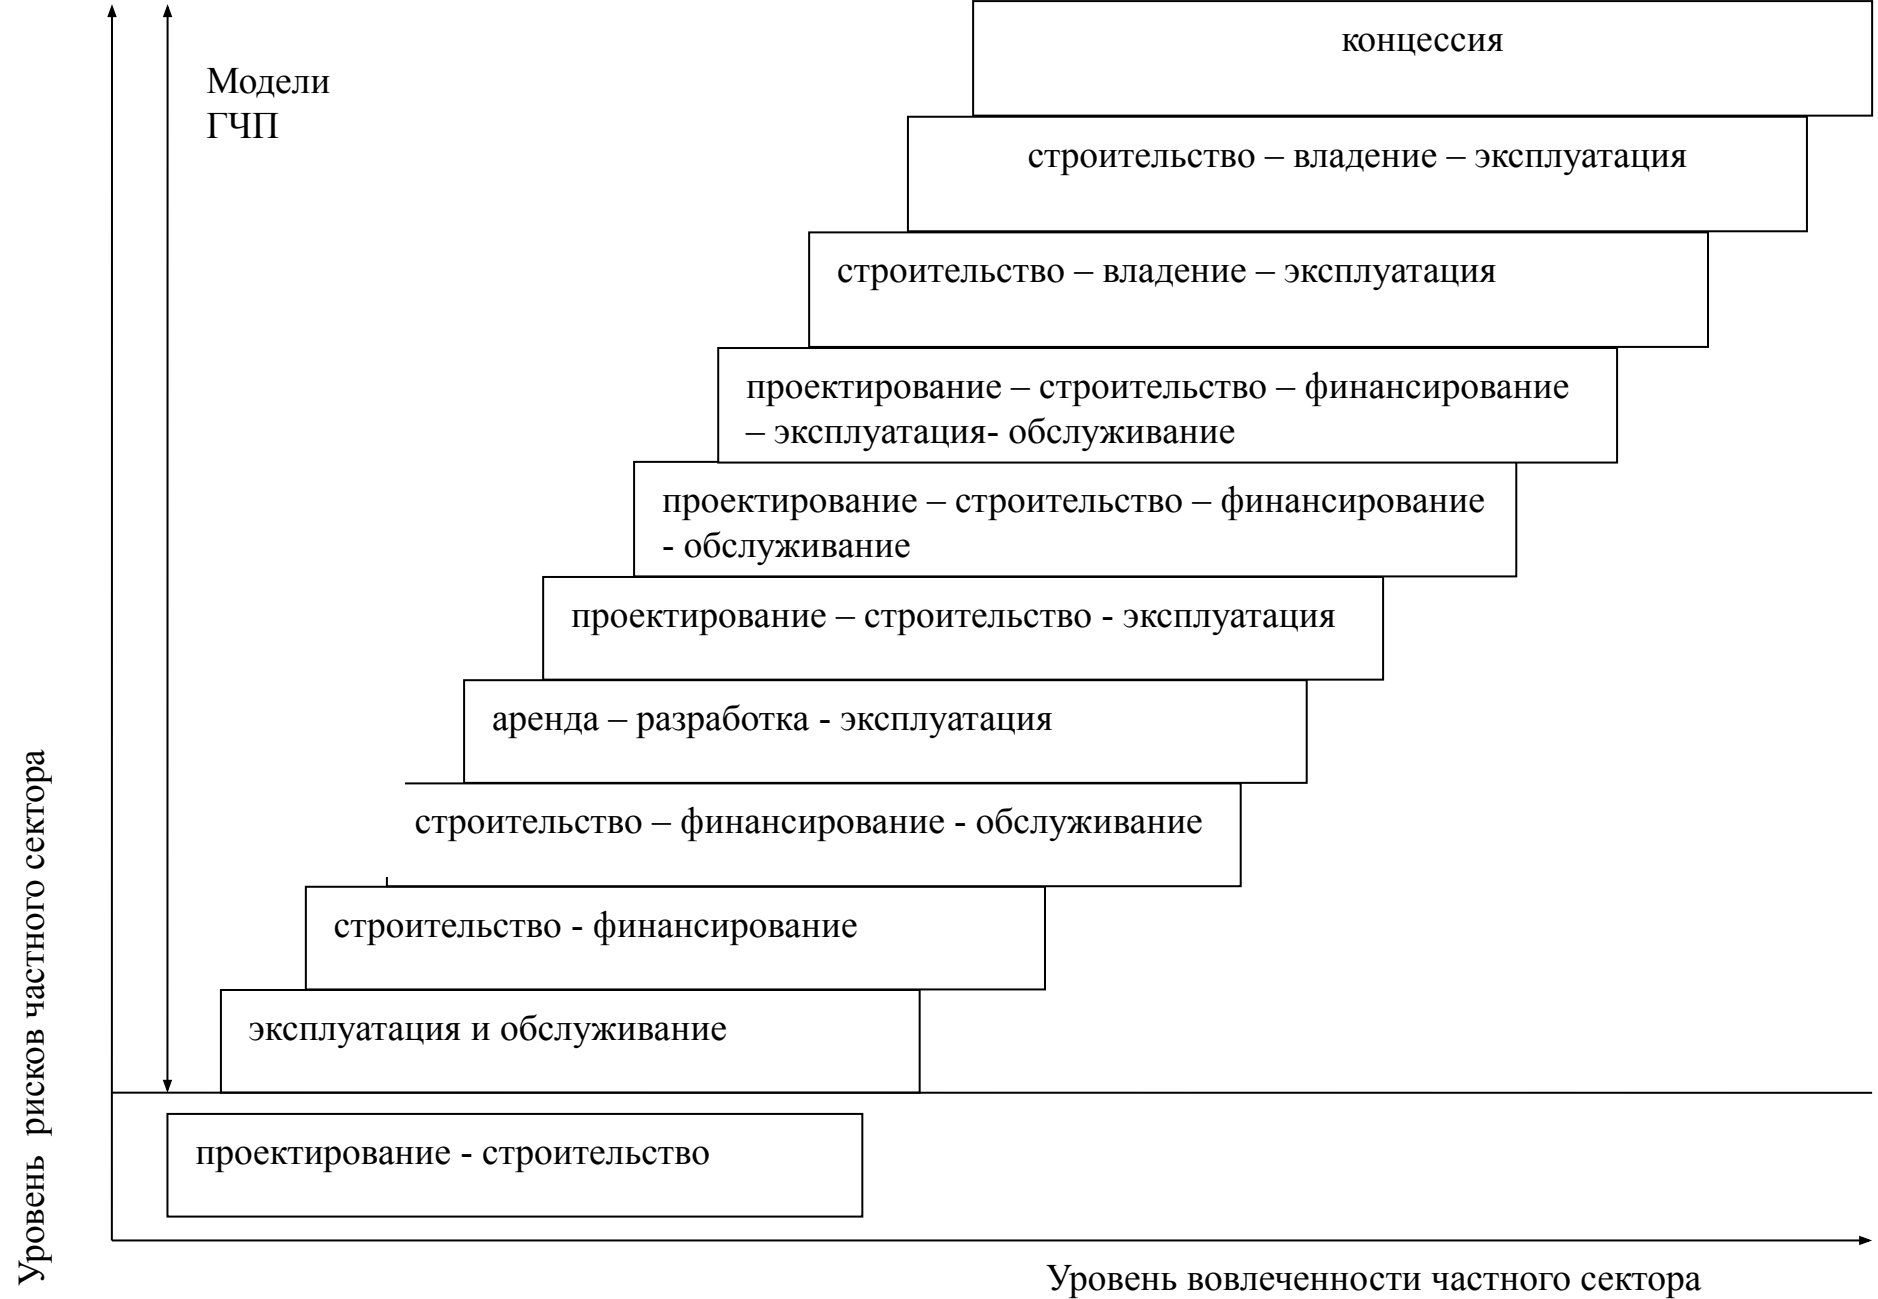 концессия
Модели
ГЧП
строительство – владение – эксплуатация
строительство – владение – эксплуатация
проектирование – строительство – финансирование
– эксплуатация- обслуживание
проектирование – строительство – финансирование
- обслуживание
проектирование – строительство - эксплуатация
аренда – разработка - эксплуатация
строительство – финансирование - обслуживание
строительство - финансирование
эксплуатация и обслуживание
проектирование - строительство
Уровень рисков частного сектора
Уровень вовлеченности частного сектора